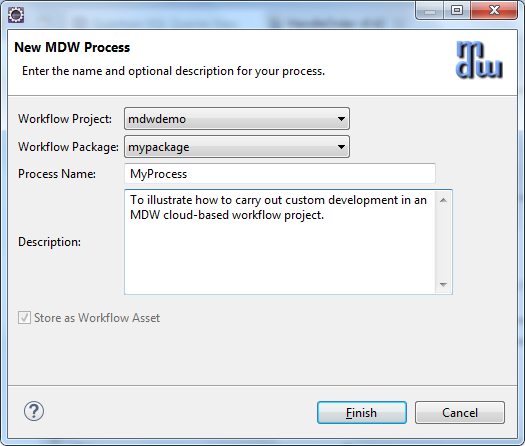 New MDW Process
Enter the name and optional description for your process.
mdw
Workflow Project: mdwdemo
Workflow Package: mypackage
Process Name: MyProcess
Description: To illustrate how to carry out custom development in an
MDW cloud-based workflow project.
Store as Workflow Asset
?
Finish Cancel